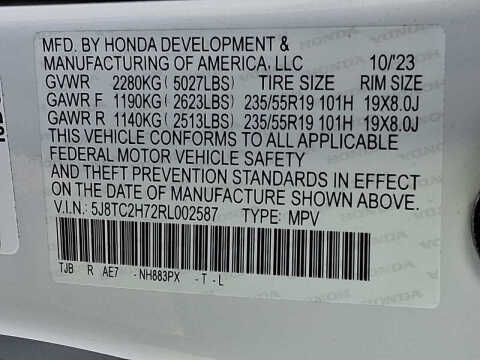 MFD. BY HONDA DEVELOPMENT &
MANUFACTURING OF AMERICA, LLC 10/'23
GVWR 2280KG (5027LBS) TIRE SIZE RIM SIZE
GAWR F 1190KG (2623LBS) 235/55R19 101H 19X8.0J
GAWR R 1140KG (2513LBS) 235/55R19 101H 19X8.0J
THIS VEHICLE CONFORMS TO ALL APPLICABLE
FEDERAL MOTOR VEHICLE SAFETY
AND THEFT PREVENTION STANDARDS IN EFFECT
ON THE DATE OF MANUFACTURE SHOWN ABOVE.
V.I.N.: 5J8TC2H72RL002587 TYPE: MPV
TJB R AE7 -NH883PX -T-L